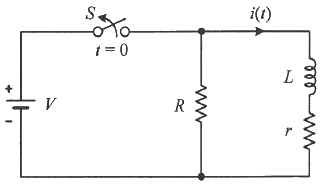 S
t = 0
i(t)
+
V
-
R
L
r